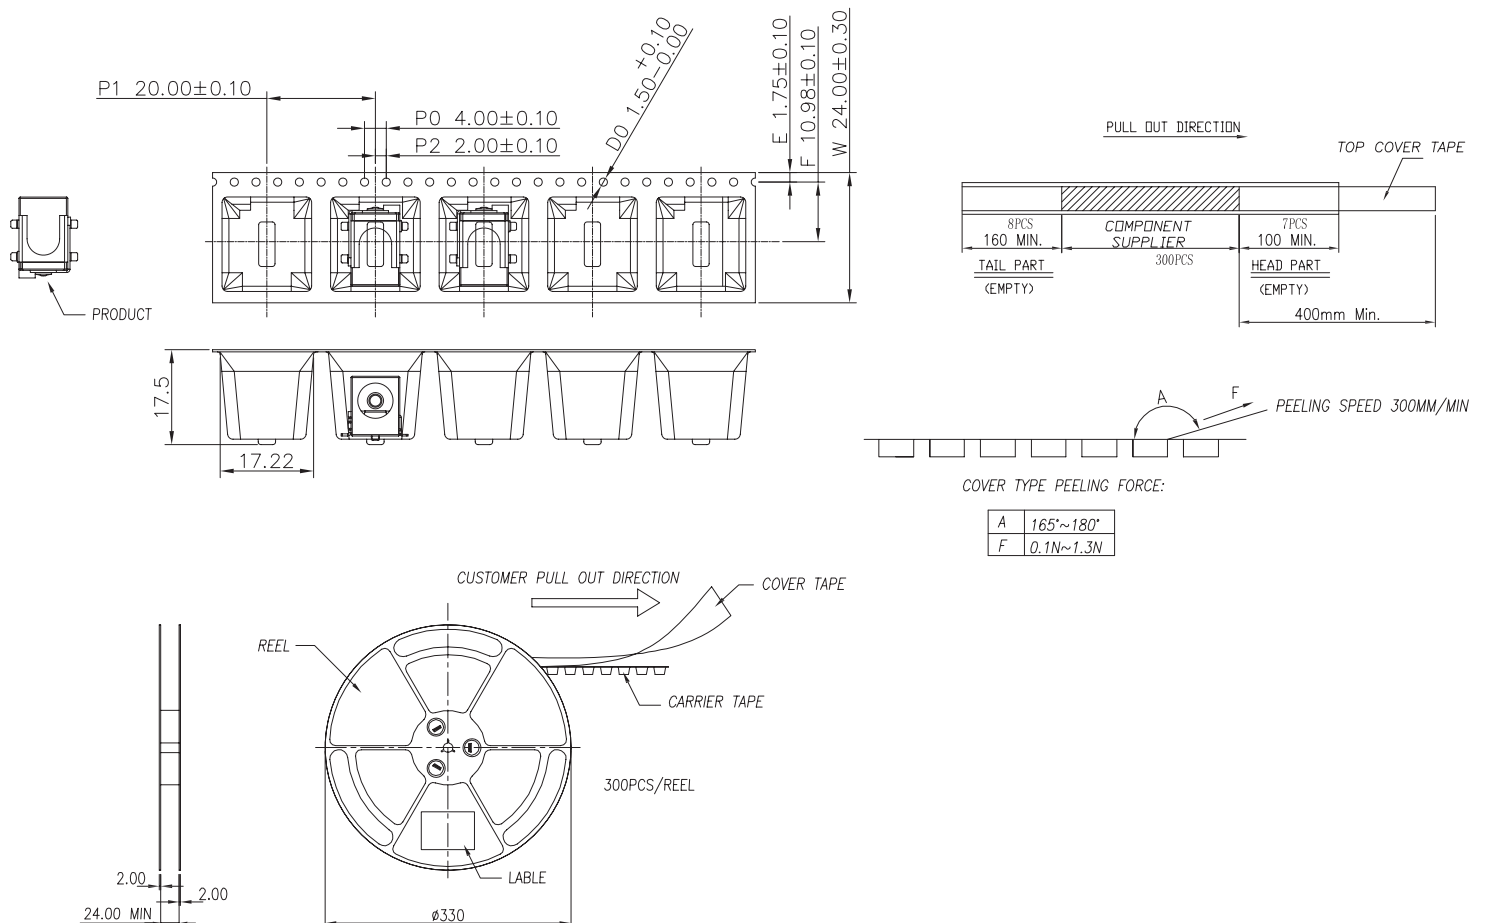 P1 20.00±0.10
P0 4.00±0.10
P2 2.00±0.10
D0 1.50 +0.10 -0.00
E 1.75±0.10
F 10.98±0.10
W 24.00±0.30
PRODUCT
17.5
17.22
PULL OUT DIRECTION
TOP COVER TAPE
8PCS
160 MIN.
TAIL PART
(EMPTY)
COMPONENT
SUPPLIER
300PCS
7PCS
100 MIN.
HEAD PART
(EMPTY)
400mm Min.
A
F
PEELING SPEED 300MM/MIN
COVER TYPE PEELING FORCE:
A 165°~180°
F 0.1N~1.3N
CUSTOMER PULL OUT DIRECTION
COVER TAPE
REEL
CARRIER TAPE
300PCS/REEL
LABLE
2.00
2.00
24.00 MIN
ø330